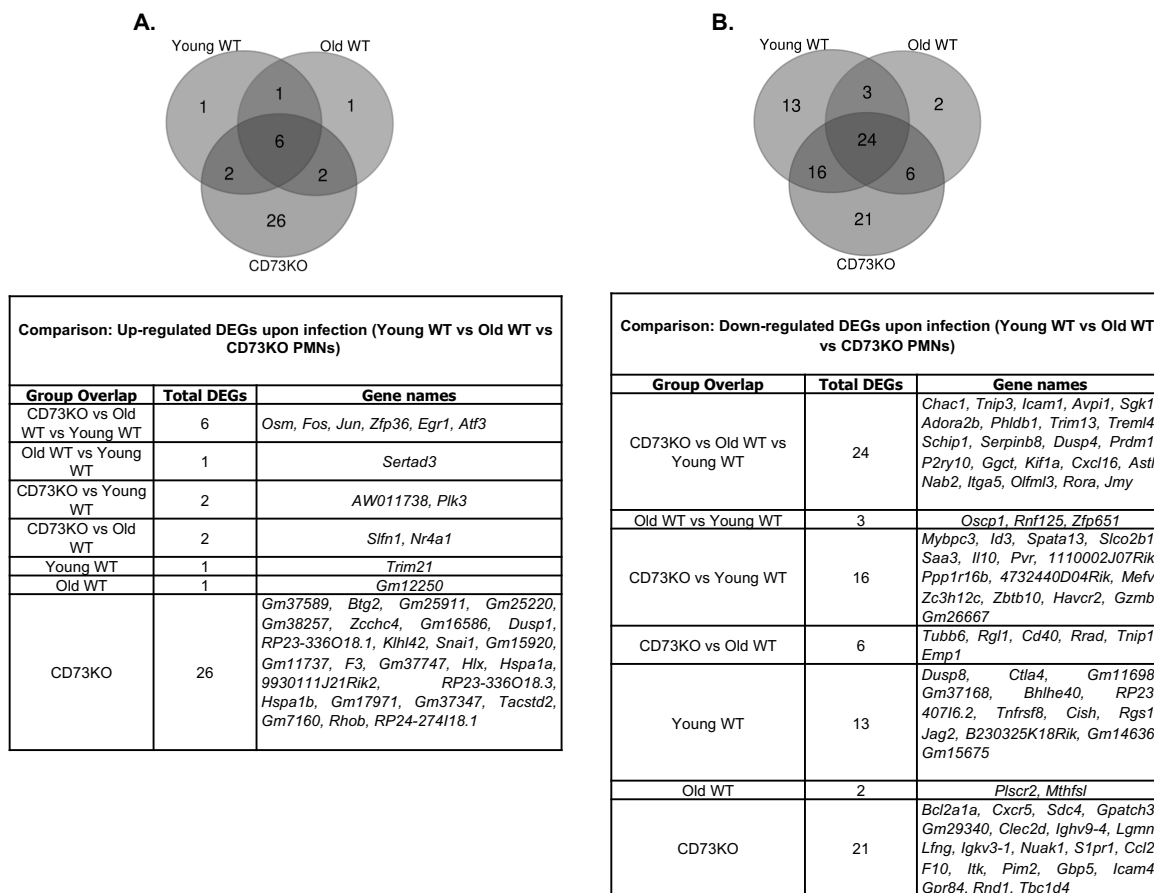 A.
Young WT
Old WT
1
1
1
6
2
2
26
CD73KO
Comparison: Up-regulated DEGs upon infection (Young WT vs Old WT vs
CD73KO PMNs)
Group Overlap Total DEGs Gene names
CD73KO vs Old
WT vs Young WT
6
Osm, Fos, Jun, Zfp36, Egr1, Atf3
Old WT vs Young
WT
1
Sertad3
CD73KO vs Young
WT
2
AW011738, Plk3
CD73KO vs Old
WT
2
Slfn1, Nr4a1
Young WT 1 Trim21
Old WT 1 Gm12250
CD73KO
26
Gm37589, Btg2, Gm25911, Gm25220,
Gm38257, Zcchc4, Gm16586, Dusp1,
RP23-336O18.1, Klhl42, Snai1, Gm15920,
Gm11737, F3, Gm37747, Hlx, Hspa1a,
9930111J21Rik2, RP23-336O18.3,
Hspa1b, Gm17971, Gm37347, Tacstd2,
Gm7160, Rhob, RP24-274I18.1
B.
Young WT
Old WT
13
3
2
24
16
6
21
CD73KO
Comparison: Down-regulated DEGs upon infection (Young WT vs Old WT
vs CD73KO PMNs)
Group Overlap Total DEGs Gene names
CD73KO vs Old WT vs
Young WT
24
Chac1, Tnip3, Icam1, Avpi1, Sgk1
Adora2b, Phldb1, Trim13, Treml4
Schip1, Serpinb8, Dusp4, Prdm1
P2ry10, Ggct, Kif1a, Cxcl16, Astl
Nab2, Itga5, Olfml3, Rora, Jmy
Old WT vs Young WT 3 Oscp1, Rnf125, Zfp651
CD73KO vs Young WT
16
Mybpc3, Id3, Spata13, Slco2b1
Saa3, Il10, Pvr, 1110002J07Rik
Ppp1r16b, 4732440D04Rik, Mefv
Zc3h12c, Zbtb10, Havcr2, Gzmb
Gm26667
CD73KO vs Old WT
6
Tubb6, Rgl1, Cd40, Rrad, Tnip1
Emp1
Young WT
13
Dusp8, Ctla4, Gm11698
Gm37168, Bhlhe40, RP23
407I6.2, Tnfrsf8, Cish, Rgs1
Jag2, B230325K18Rik, Gm14636
Gm15675
Old WT 2 Plscr2, Mthfsl
CD73KO
21
Bcl2a1a, Cxcr5, Sdc4, Gpatch3
Gm29340, Clec2d, Ighv9-4, Lgmn
Lfng, Igkv3-1, Nuak1, S1pr1, Ccl2
F10, Itk, Pim2, Gbp5, Icam4
Gpr84, Rnd1, Tbc1d4